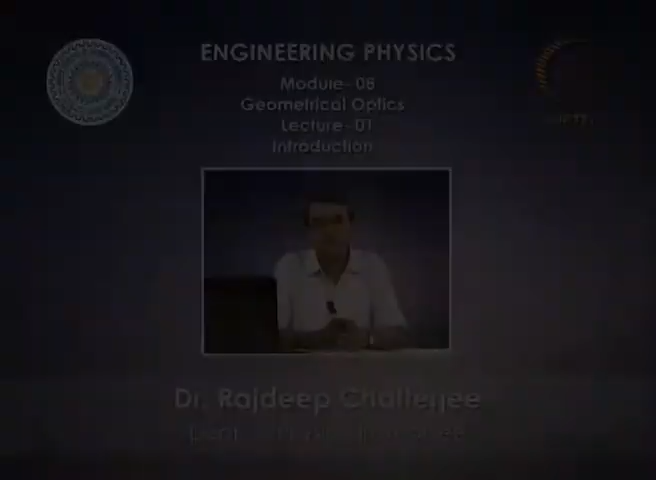 ENGINEERING PHYSICS
Module- 08
Geometrical Optics
Lecture- 01
Introduction
Dr. Rajdeep Chatterjee